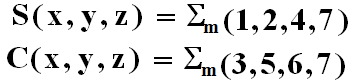 S(x,y,z) = Σm(1,2,4,7)
C(x,y,z) = Σm(3,5,6,7)